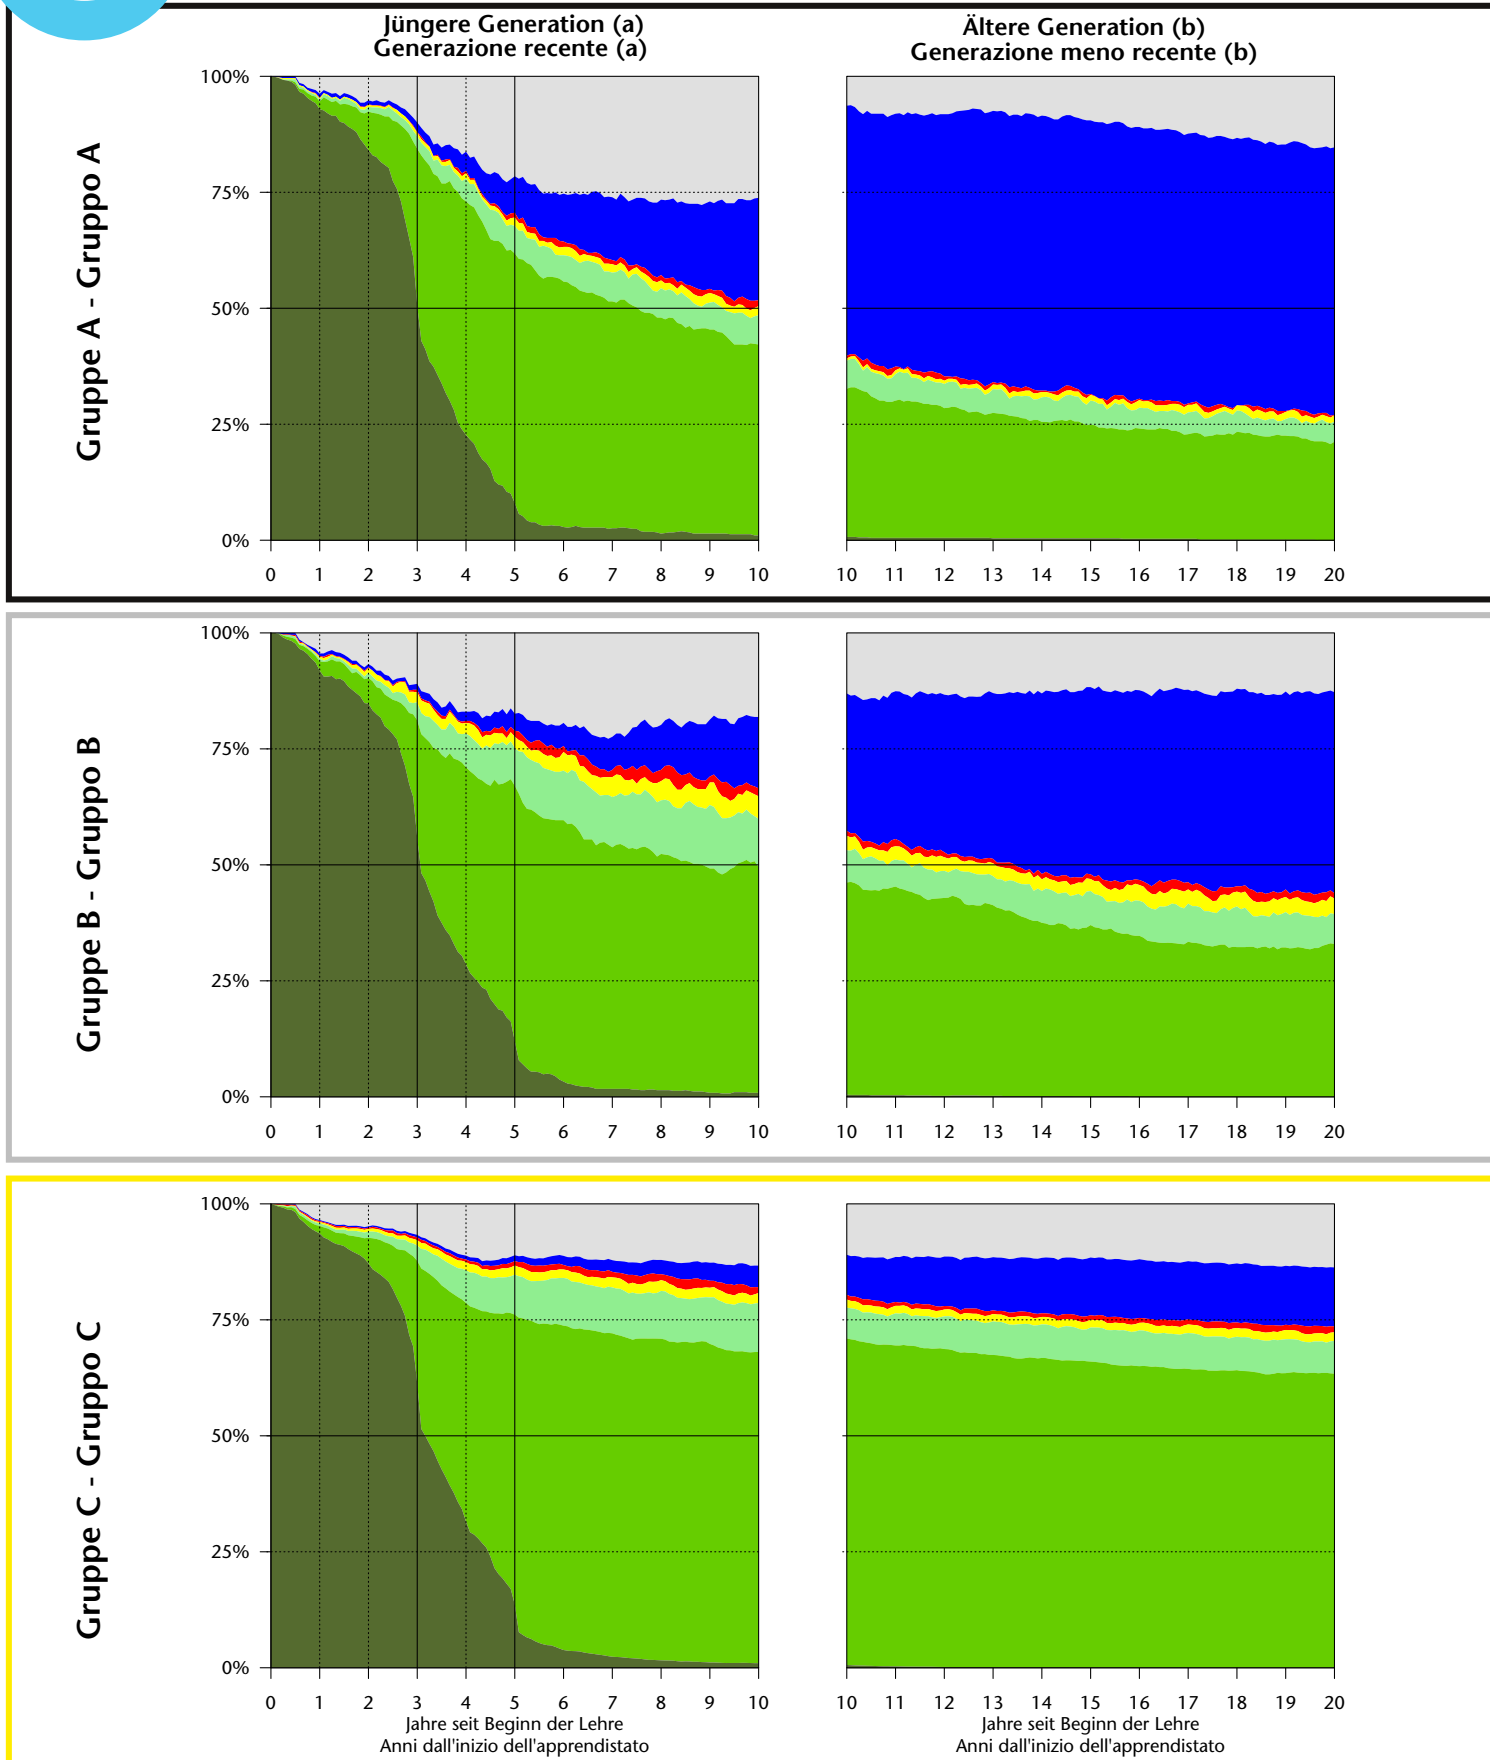 Jüngere Generation (a)
Generazione recente (a)
Ältere Generation (b)
Generazione meno recente (b)
Gruppe A - Gruppo A
100%
75%
50%
25%
0%
0 1 2 3 4 5 6 7 8 9 10
10 11 12 13 14 15 16 17 18 19 20
Gruppe B - Gruppo B
100%
75%
50%
25%
0%
0 1 2 3 4 5 6 7 8 9 10
10 11 12 13 14 15 16 17 18 19 20
Gruppe C - Gruppo C
100%
75%
50%
25%
0%
0 1 2 3 4 5 6 7 8 9 10
Jahre seit Beginn der Lehre
Anni dall'inizio dell'apprendistato
10 11 12 13 14 15 16 17 18 19 20
Jahre seit Beginn der Lehre
Anni dall'inizio dell'apprendistato